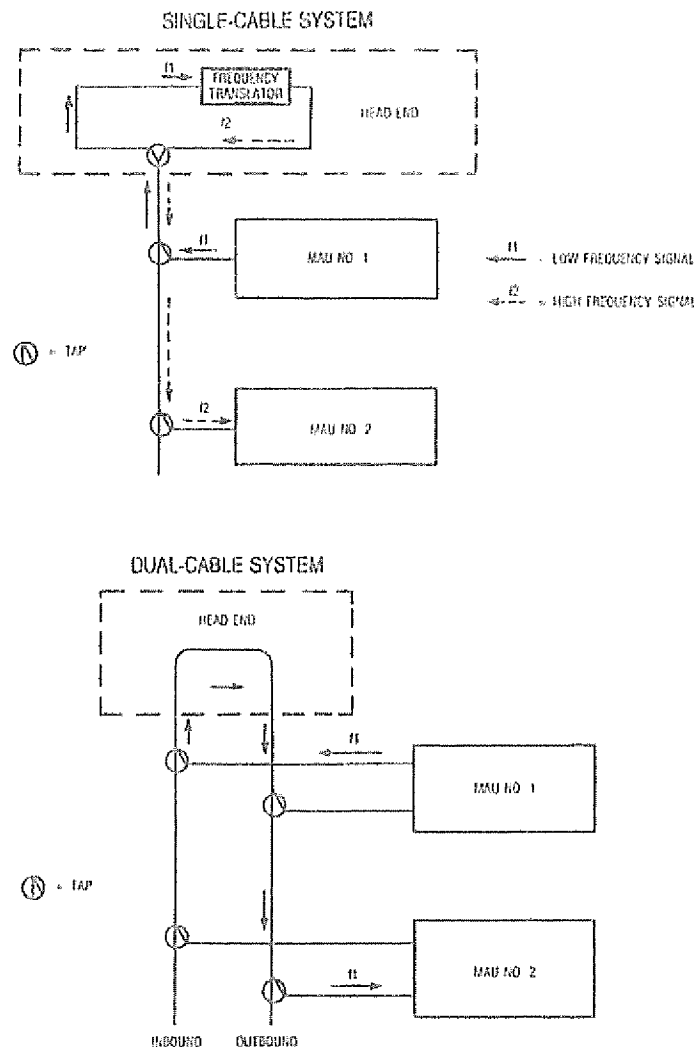 SINGLE-CABLE SYSTEM
f1
FREQUENCY
TRANSLATOR
f2
HEAD END
f1
MAU NO. 1
f1
= LOW FREQUENCY SIGNAL
f2
= HIGH FREQUENCY SIGNAL
= TAP
f2
MAU NO. 2
DUAL-CABLE SYSTEM
HEAD END
f1
MAU NO. 1
= TAP
f1
MAU NO. 2
INBOUND OUTBOUND